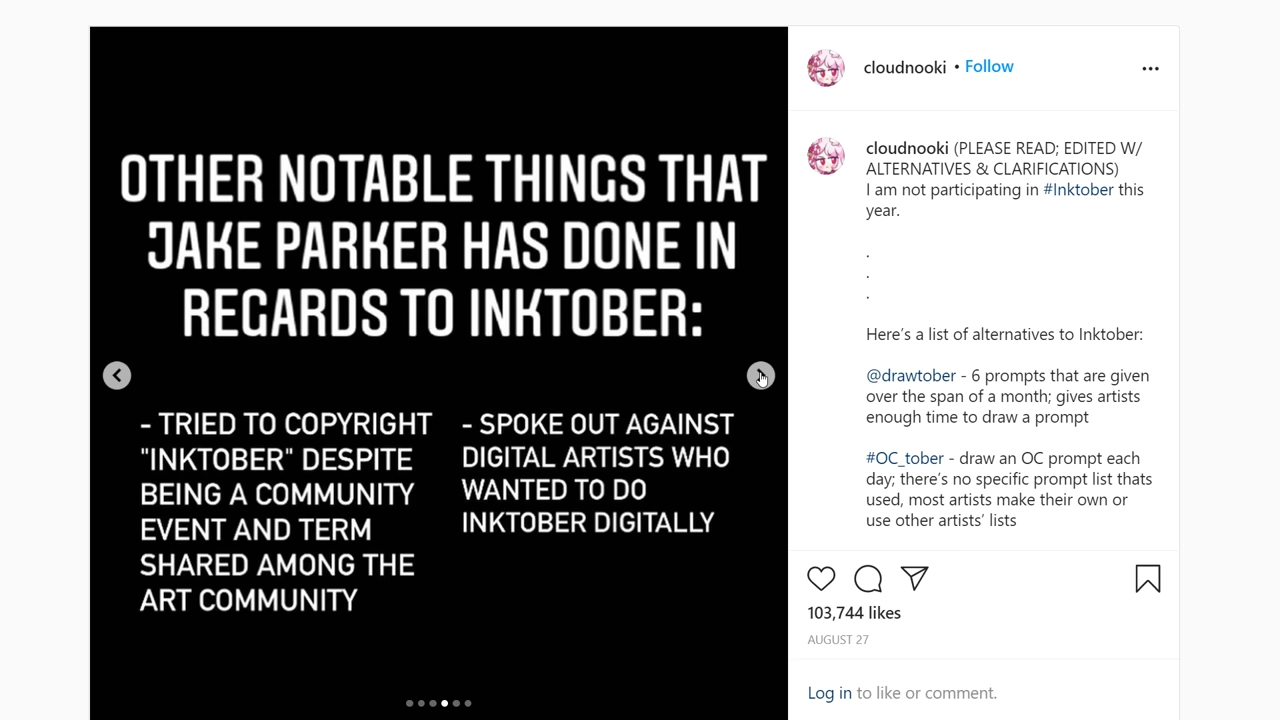 OTHER NOTABLE THINGS THAT
JAKE PARKER HAS DONE IN
REGARDS TO INKTOBER:
- TRIED TO COPYRIGHT
"INKTOBER" DESPITE
BEING A COMMUNITY
EVENT AND TERM
SHARED AMONG THE
ART COMMUNITY
- SPOKE OUT AGAINST
DIGITAL ARTISTS WHO
WANTED TO DO
INKTOBER DIGITALLY
cloudnooki • Follow
cloudnooki (PLEASE READ; EDITED W/
ALTERNATIVES & CLARIFICATIONS)
I am not participating in #Inktober this
year.
.
.
.
Here's a list of alternatives to Inktober:
@drawtober - 6 prompts that are given
over the span of a month; gives artists
enough time to draw a prompt
#OC_tober - draw an OC prompt each
day; there's no specific prompt list thats
used, most artists make their own or
use other artists' lists
103,744 likes
AUGUST 27
Log in to like or comment.